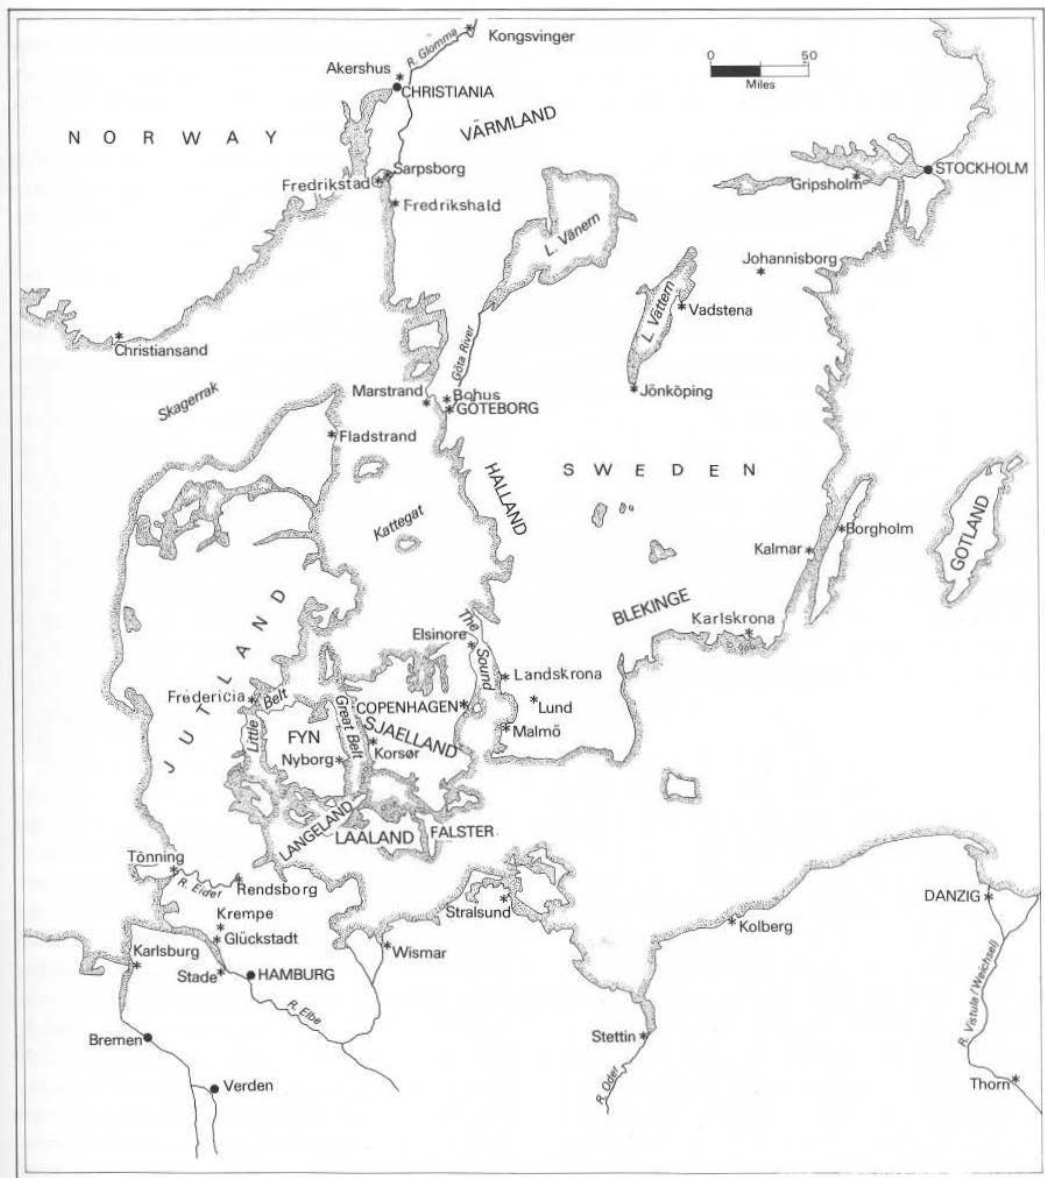 R. Glomma
Kongsvinger
0 50
Miles
Akershus
CHRISTIANIA
NORWAY
VÄRMLAND
Sarpsborg
Fredrikstad
Fredrikshald
STOCKHOLM
Gripsholm
L. Vänern
Johannisborg
L. Vättern
Vadstena
Göta River
Christiansand
Jönköping
Marstrand
Bohus
GÖTEBORG
Skagerrak
Fladstrand
SWEDEN
HALLAND
Kattegat
GOTLAND
Borgholm
Kalmar
BLEKINGE
Karlskrona
JUTLAND
The Sound
Elsinore
Landskrona
Fredericia
Little Belt
Great Belt
COPENHAGEN
Lund
SJAELLAND
Malmö
FYN
Korsør
Nyborg
LANGELAND
LAALAND
FALSTER
Tönning
R. Eider
Rendsborg
Stralsund
DANZIG
Krempe
Kolberg
Glückstadt
Wismar
Karlsburg
Stade
HAMBURG
R. Elbe
R. Vistula/Weichsel
Bremen
Stettin
R. Oder
Verden
Thorn